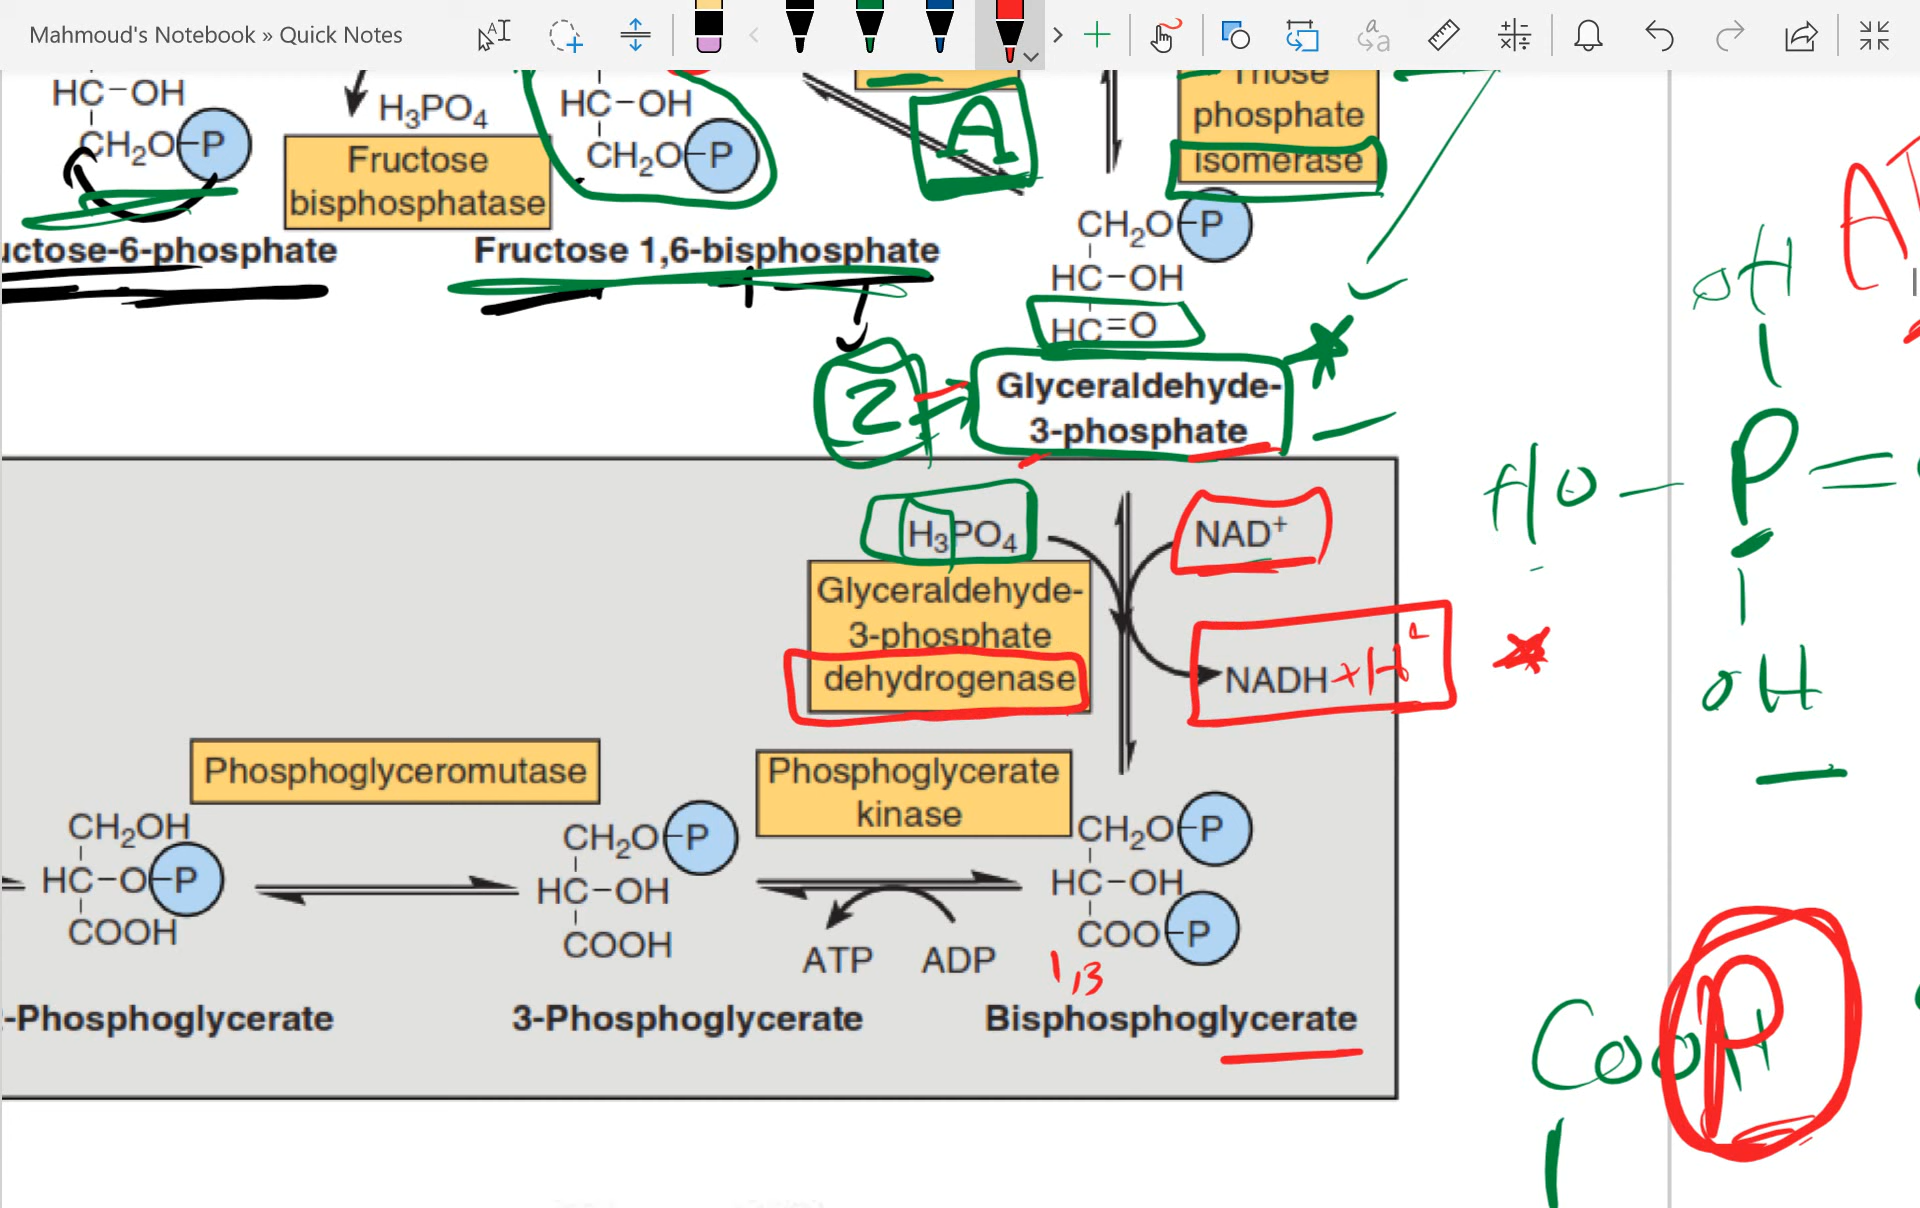 Mahmoud's Notebook » Quick Notes
HC-OH
CH2O-P
H3PO4
Fructose
bisphosphatase
uctose-6-phosphate
HC-OH
CH2O-P
Fructose 1,6-bisphosphate
A
phosphate
isomerase
CH2O-P
HC-OH
HC=O
2
Glyceraldehyde-
3-phosphate
H3PO4
NAD+
Glyceraldehyde-
3-phosphate
dehydrogenase
NADH +H
Phosphoglyceromutase
Phosphoglycerate
kinase
CH2OH
HC-O-P
COOH
CH2O-P
HC-OH
COOH
ATP ADP
CH2O-P
HC-OH
COO-P
1,3
-Phosphoglycerate
3-Phosphoglycerate
Bisphosphoglycerate
AT
OH
HO-P=
OH
COO
P